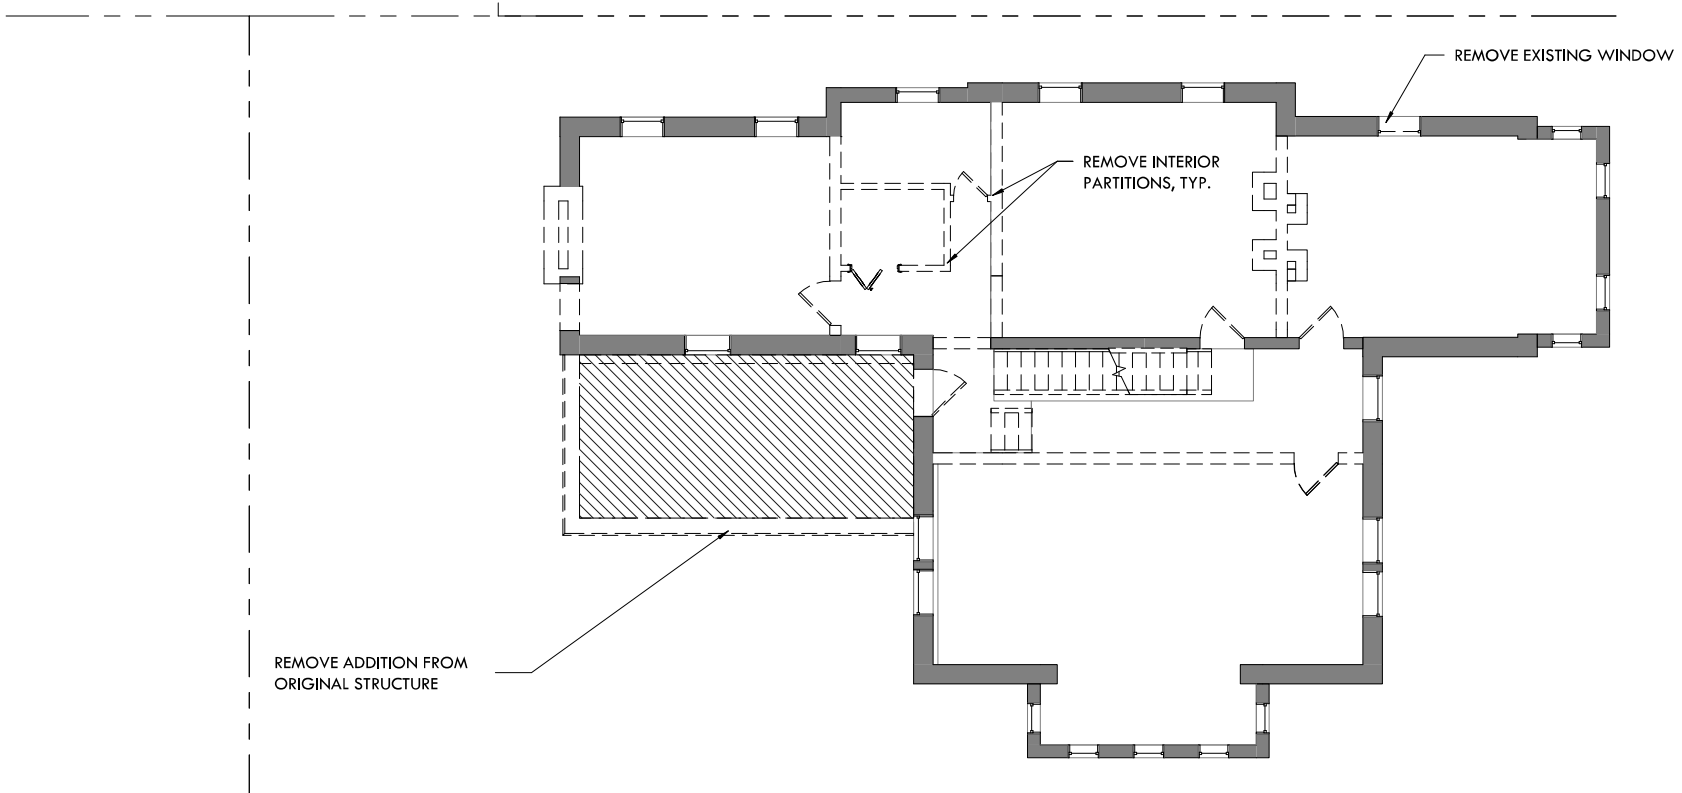 REMOVE EXISTING WINDOW
REMOVE INTERIOR
PARTITIONS, TYP.
REMOVE ADDITION FROM
ORIGINAL STRUCTURE